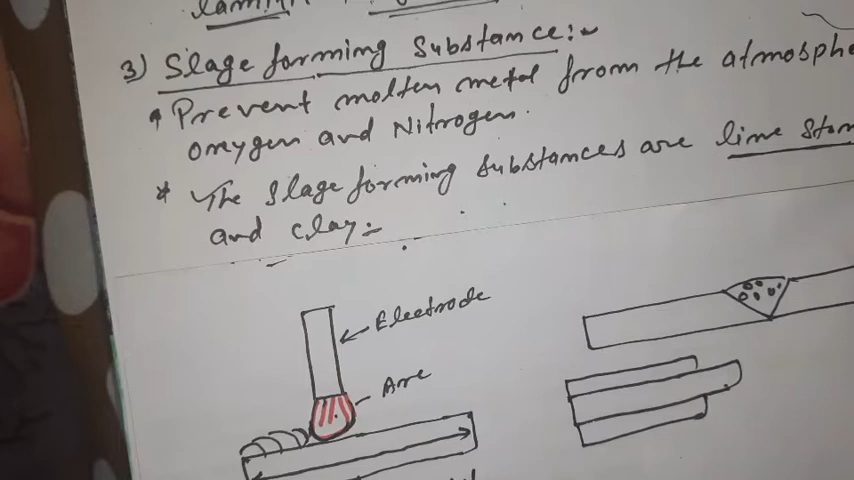 3) Slage forming Substance:-
* Prevent molten metal from the atmosphe
oxygen and Nitrogen.
* The Slage forming Substances are lime Ston
and clay:-
Electrode
Arc